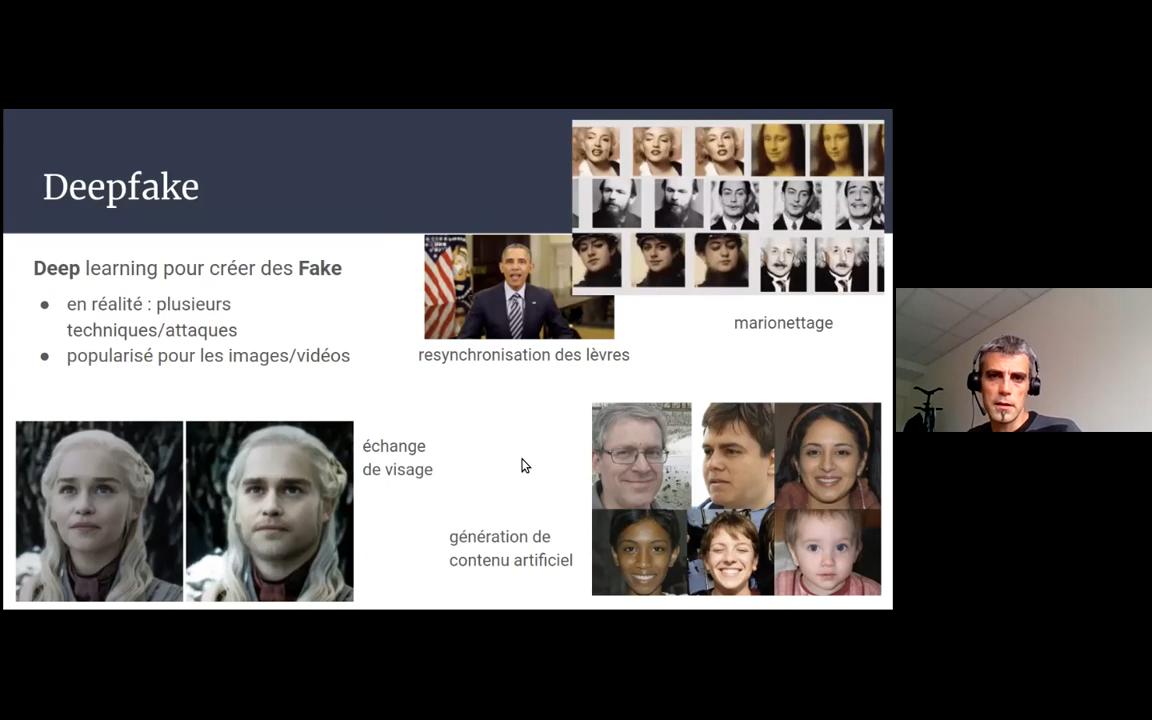 Deepfake
Deep learning pour créer des Fake
● en réalité : plusieurs
techniques/attaques
● popularisé pour les images/vidéos
resynchronisation des lèvres
marionettage
échange
de visage
génération de
contenu artificiel